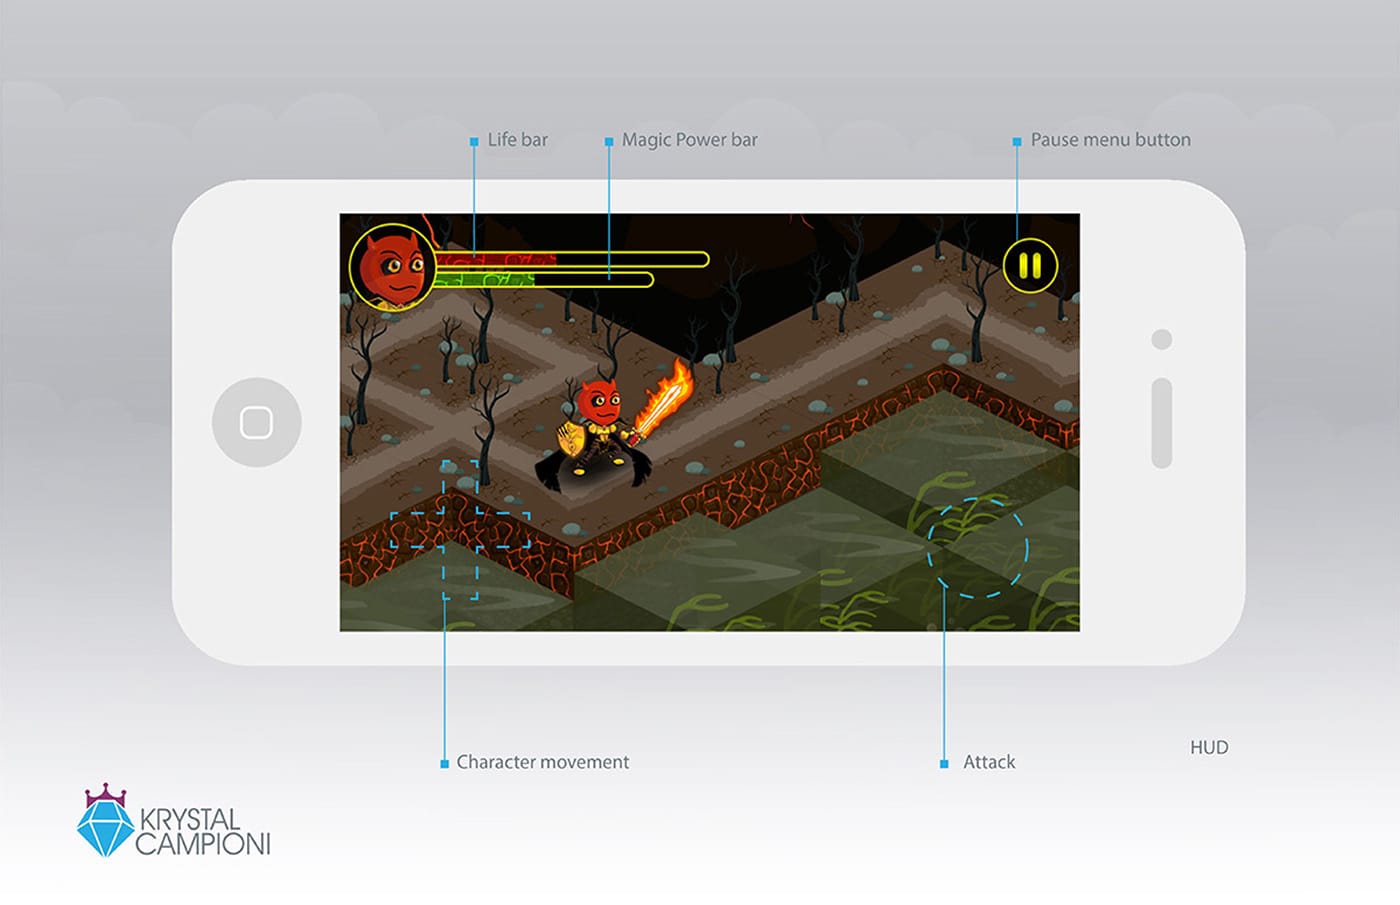 Life bar
Magic Power bar
Pause menu button
Character movement
Attack
HUD
KRYSTAL
CAMPIONI